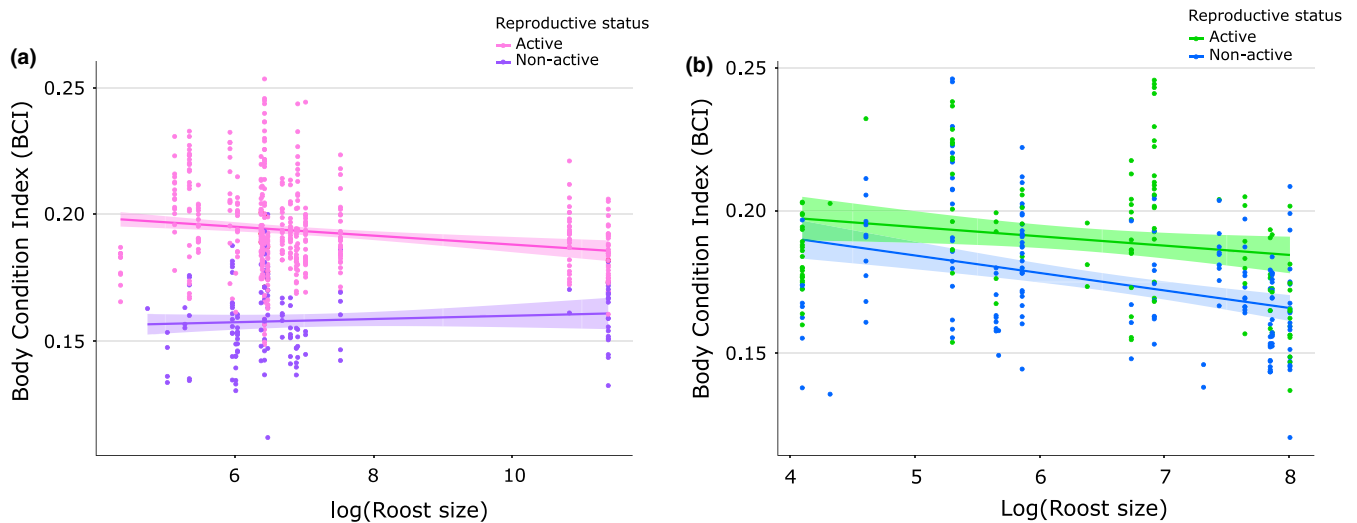 Reproductive status
Active
Non-active
(a)
0.25
0.20
0.15
Body Condition Index (BCI)
6
8
10
log(Roost size)
Reproductive status
Active
Non-active
(b)
0.25
0.20
0.15
Body Condition Index (BCI)
4
5
6
7
8
Log(Roost size)